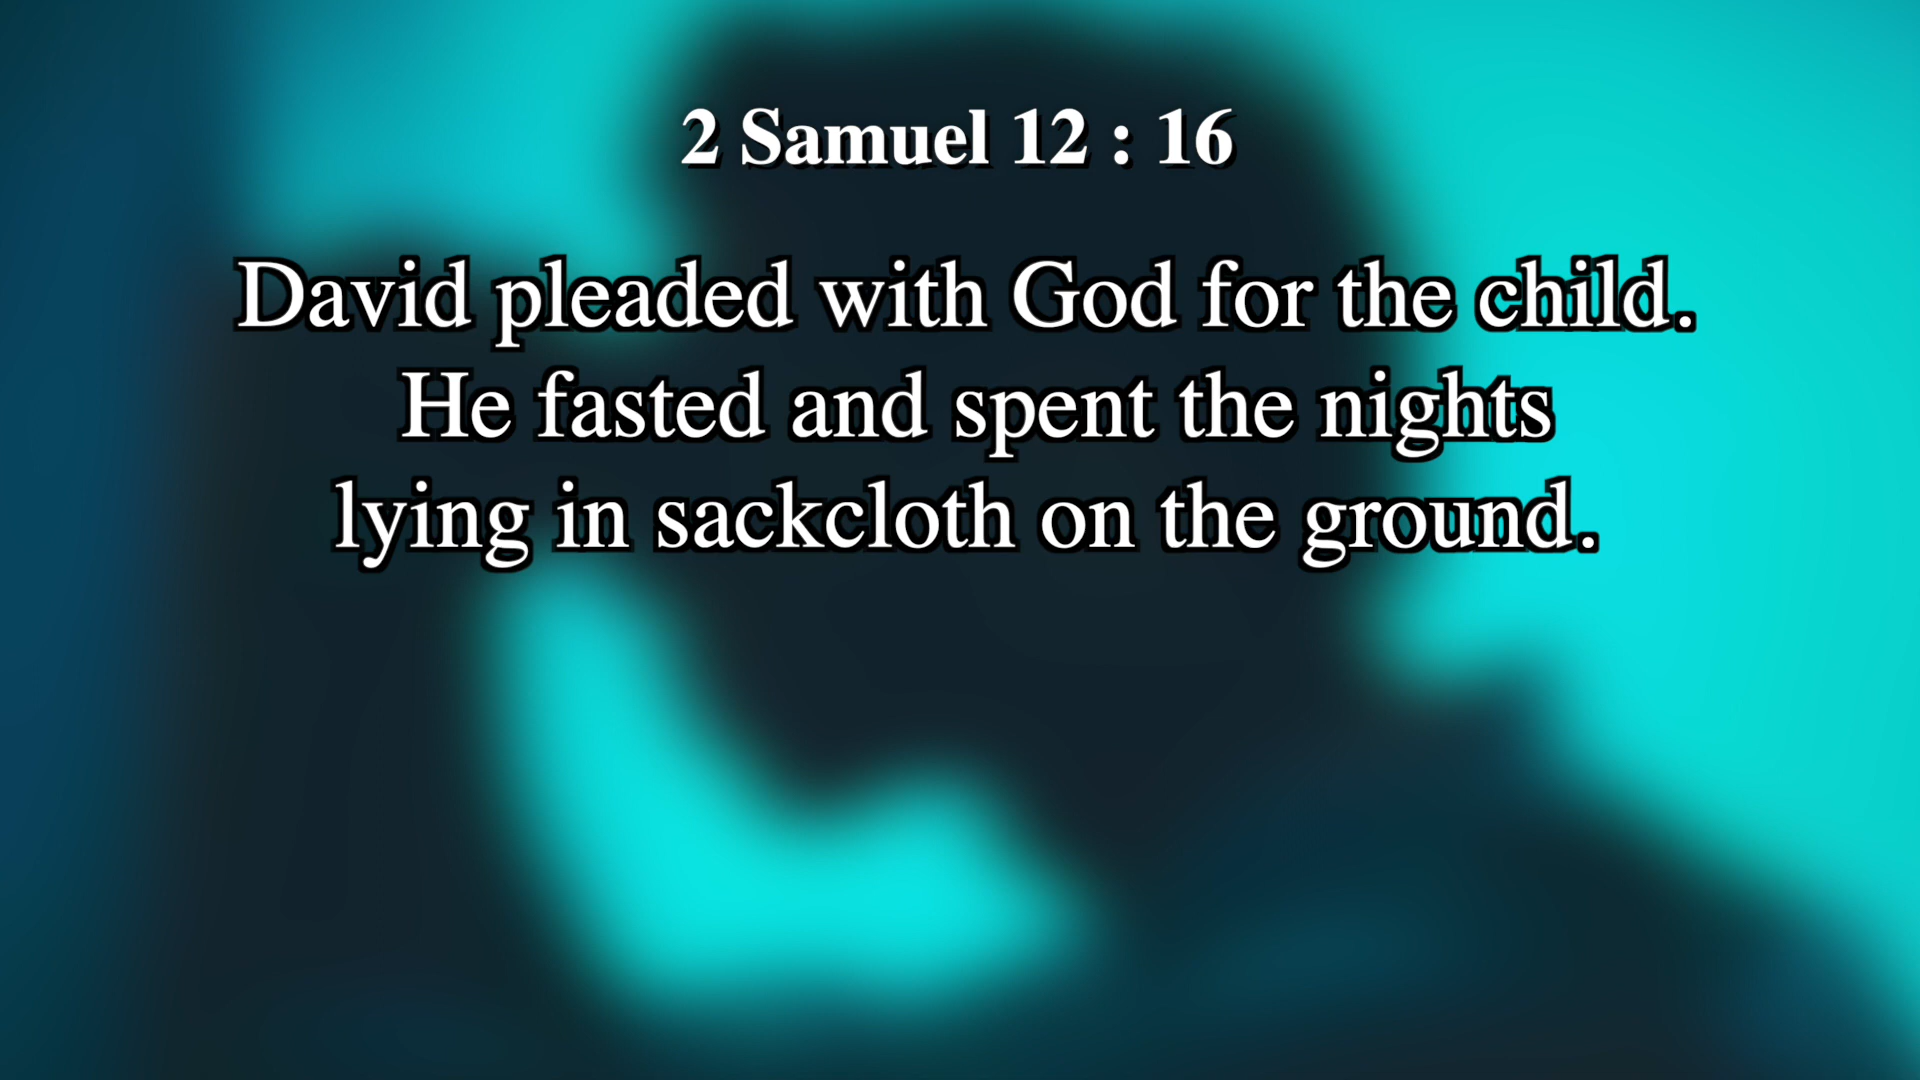 2 Samuel 12 : 16
David pleaded with God for the child.
He fasted and spent the nights
lying in sackcloth on the ground.